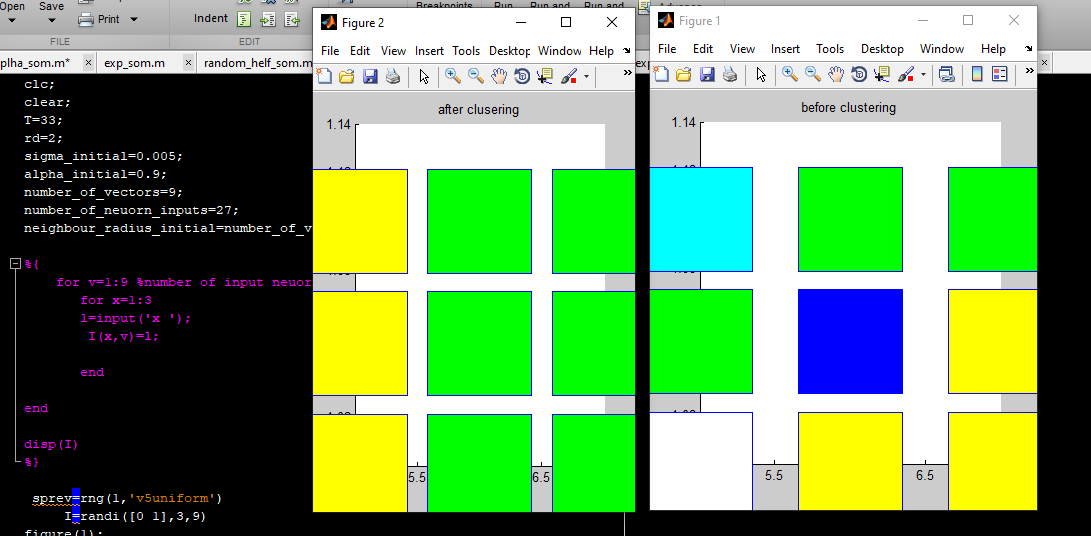 Open Save Print Indent Breakpoints Run Run and Run and Advance
FILE EDIT
plha_som.m* × exp_som.m × random_helf_som.m
clc;
clear;
T=33;
rd=2;
sigma_initial=0.005;
alpha_initial=0.9;
number_of_vectors=9;
number_of_neuorn_inputs=27;
neighbour_radius_initial=number_of_v
%{
for v=1:9 %number of input neuor
for x=1:3
l=input('x ');
I(x,v)=l;
end
end
disp(I)
%}
sprev=rng(1,'v5uniform')
I=randi([0 1],3,9)
figure(1);
Figure 2
File Edit View Insert Tools Desktop Window Help
after clusering
1.14
5.5 6.5
Figure 1
File Edit View Insert Tools Desktop Window Help
before clustering
1.14
5.5 6.5